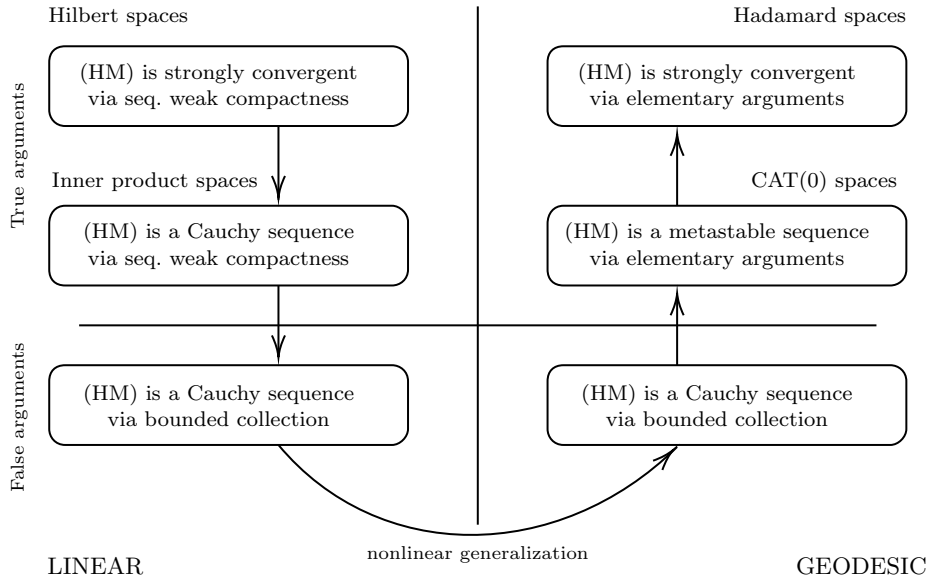 Hilbert spaces
Hadamard spaces
(HM) is strongly convergent
via seq. weak compactness
(HM) is strongly convergent
via elementary arguments
True arguments
Inner product spaces
CAT(0) spaces
(HM) is a Cauchy sequence
via seq. weak compactness
(HM) is a metastable sequence
via elementary arguments
False arguments
(HM) is a Cauchy sequence
via bounded collection
(HM) is a Cauchy sequence
via bounded collection
nonlinear generalization
LINEAR
GEODESIC